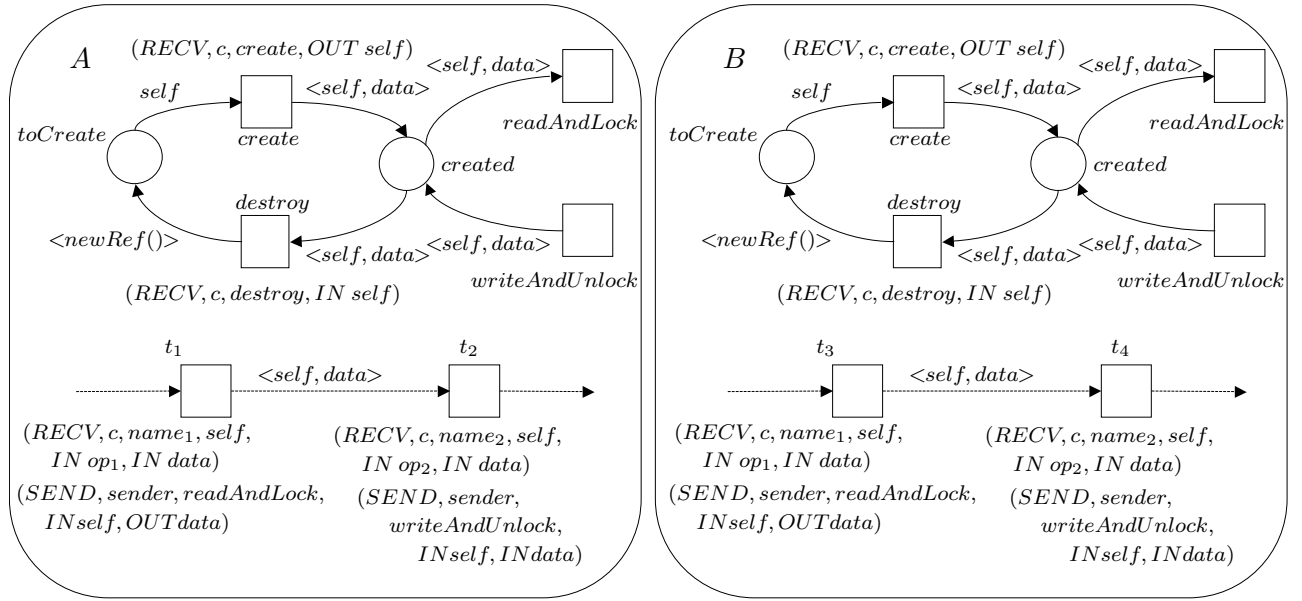 A
(RECV, c, create, OUT self)
<self, data>
self
<self, data>
toCreate
create
readAndLock
created
destroy
<newRef()>
<self, data>
<self, data>
writeAndUnlock
(RECV, c, destroy, IN self)
t1
t2
<self, data>
(RECV, c, name1, self,
IN op1, IN data)
(SEND, sender, readAndLock,
INself, OUTdata)
(RECV, c, name2, self,
IN op2, IN data)
(SEND, sender,
writeAndUnlock,
INself, INdata)
B
(RECV, c, create, OUT self)
<self, data>
self
<self, data>
toCreate
create
readAndLock
created
destroy
<newRef()>
<self, data>
<self, data>
writeAndUnlock
(RECV, c, destroy, IN self)
t3
t4
<self, data>
(RECV, c, name1, self,
IN op1, IN data)
(SEND, sender, readAndLock,
INself, OUTdata)
(RECV, c, name2, self,
IN op2, IN data)
(SEND, sender,
writeAndUnlock,
INself, INdata)